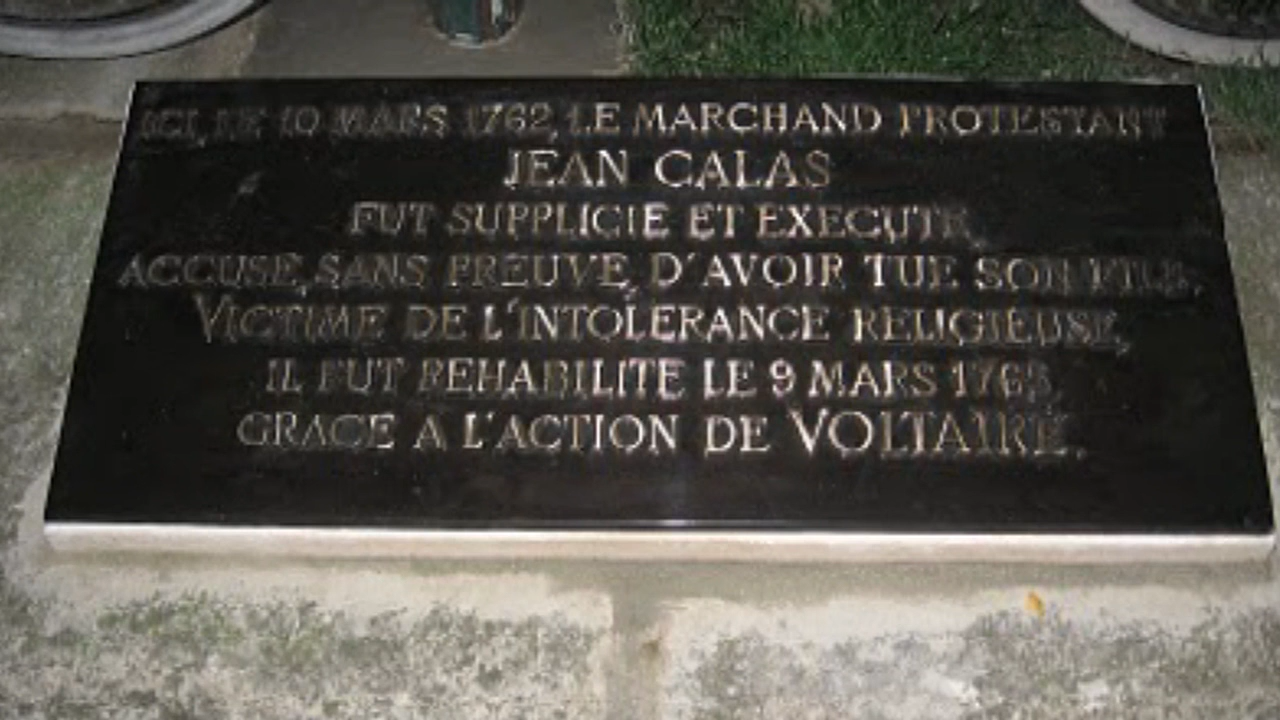 ICI, LE 10 MARS 1762, LE MARCHAND PROTESTANT
JEAN CALAS
FUT SUPPLICIE ET EXECUTE,
ACCUSE, SANS PREUVE, D'AVOIR TUE SON FILS.
VICTIME DE L'INTOLERANCE RELIGIEUSE,
IL FUT REHABILITE LE 9 MARS 1765,
GRACE A L'ACTION DE VOLTAIRE.